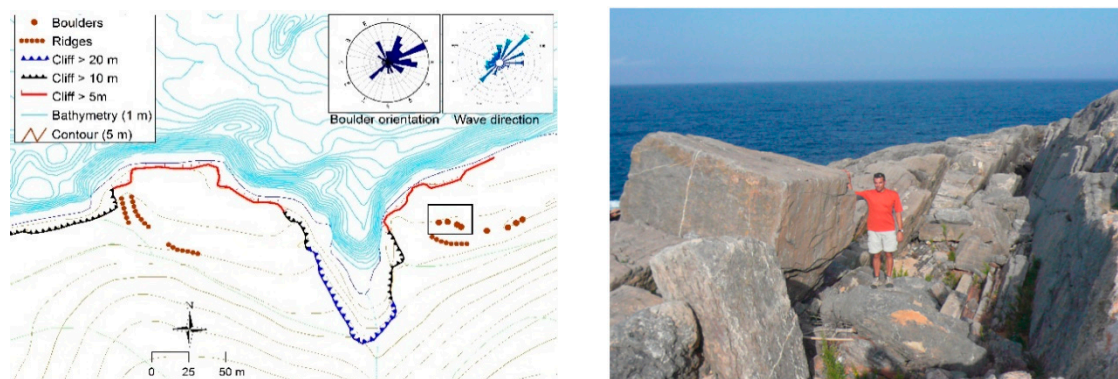 Boulders
Ridges
Cliff > 20 m
Cliff > 10 m
Cliff > 5m
Bathymetry (1 m)
Contour (5 m)
Boulder orientation
Wave direction
N
0 25 50 m